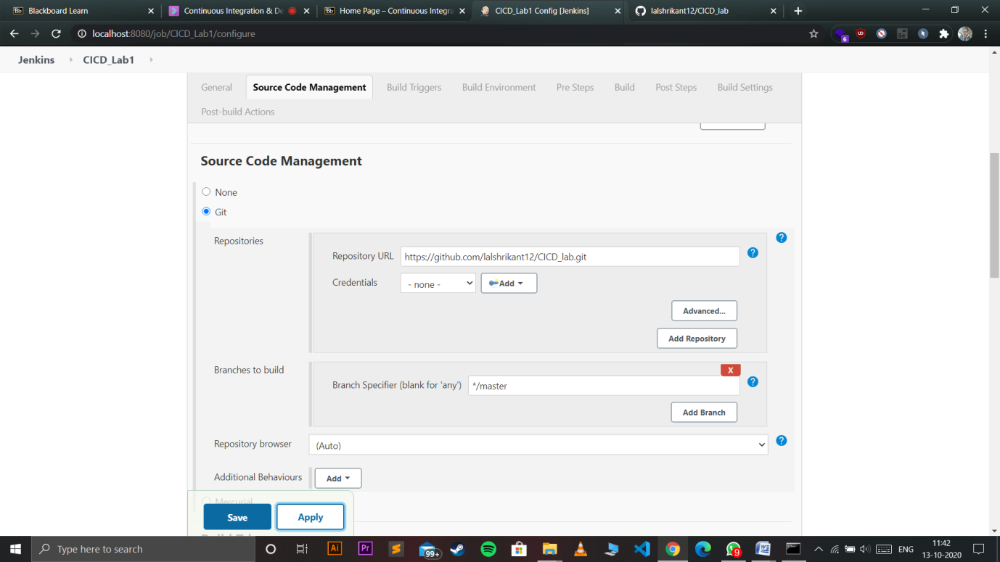 Blackboard Learn
Continuous Integration & De
Home Page – Continuous Integra
CICD_Lab1 Config [Jenkins]
lalshrikant12/CICD_lab
localhost:8080/job/CICD_Lab1/configure
6
Jenkins
CICD_Lab1
General
Source Code Management
Build Triggers
Build Environment
Pre Steps
Build
Post Steps
Build Settings
Post-build Actions
Source Code Management
None
Git
Repositories
Repository URL
https://github.com/lalshrikant12/CICD_lab.git
Credentials
- none -
Add
Advanced...
Add Repository
Branches to build
X
Branch Specifier (blank for 'any')
*/master
Add Branch
Repository browser
(Auto)
Additional Behaviours
Add
Mercurial
Save
Apply
Type here to search
Ai
Pr
99+
9
ENG
11:42
13-10-2020